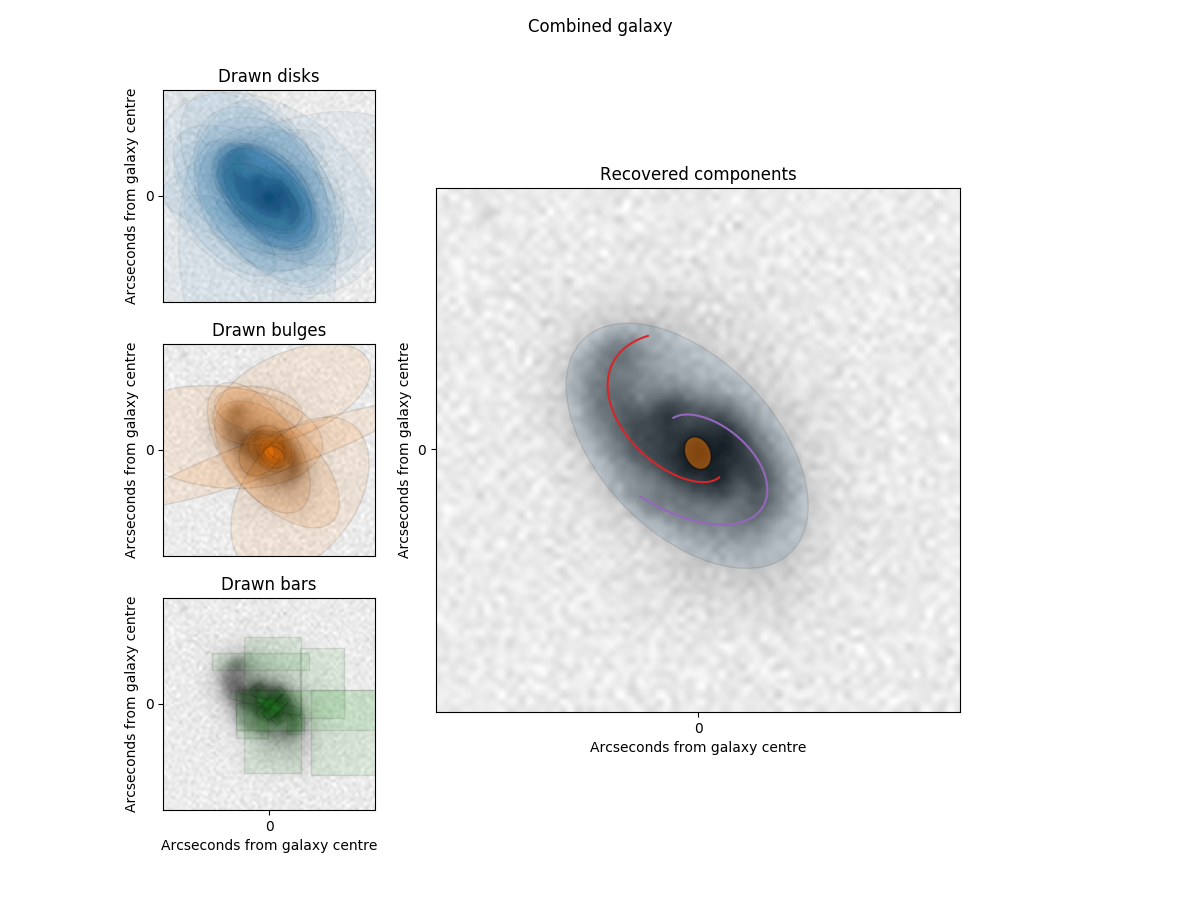 Combined galaxy
Drawn disks
Arcseconds from galaxy centre
0
Drawn bulges
Arcseconds from galaxy centre
0
Drawn bars
Arcseconds from galaxy centre
0
0
Arcseconds from galaxy centre
Recovered components
Arcseconds from galaxy centre
0
0
Arcseconds from galaxy centre